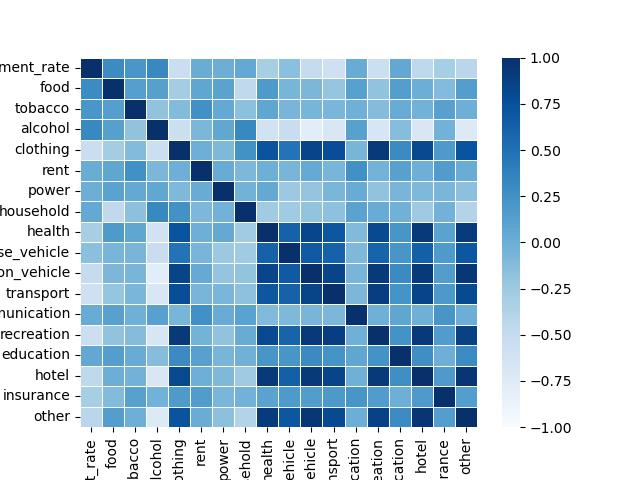 ment_rate
food
tobacco
alcohol
clothing
rent
power
household
health
se_vehicle
on_vehicle
transport
munication
recreation
education
hotel
insurance
other
t_rate
food
bacco
lcohol
othing
rent
power
ehold
health
ehicle
ehicle
nsport
cation
eation
cation
hotel
rance
other
1.00
0.75
0.50
0.25
0.00
−0.25
−0.50
−0.75
−1.00